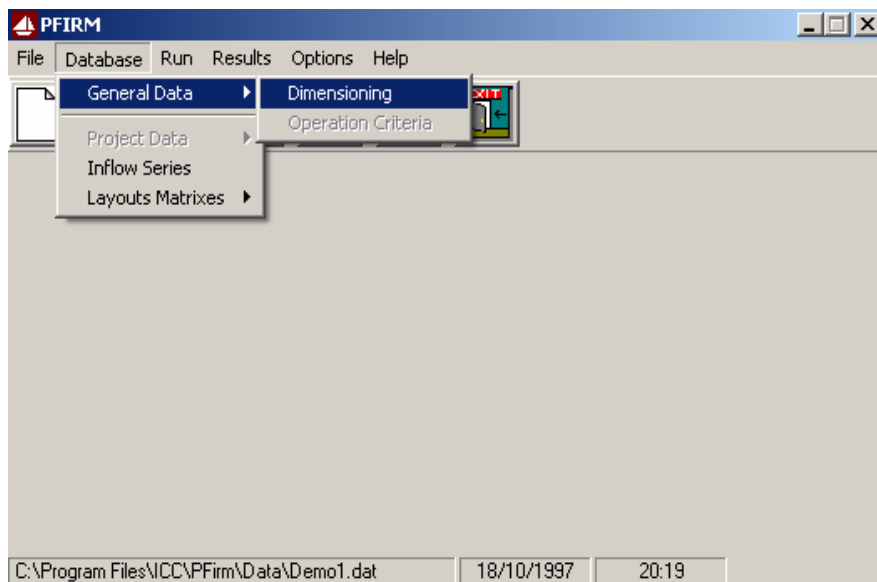 PFIRM
File Database Run Results Options Help
General Data Dimensioning
EXIT
Operation Criteria
Project Data
Inflow Series
Layouts Matrixes
C:\Program Files\ICC\PFirm\Data\Demo1.dat 18/10/1997 20:19